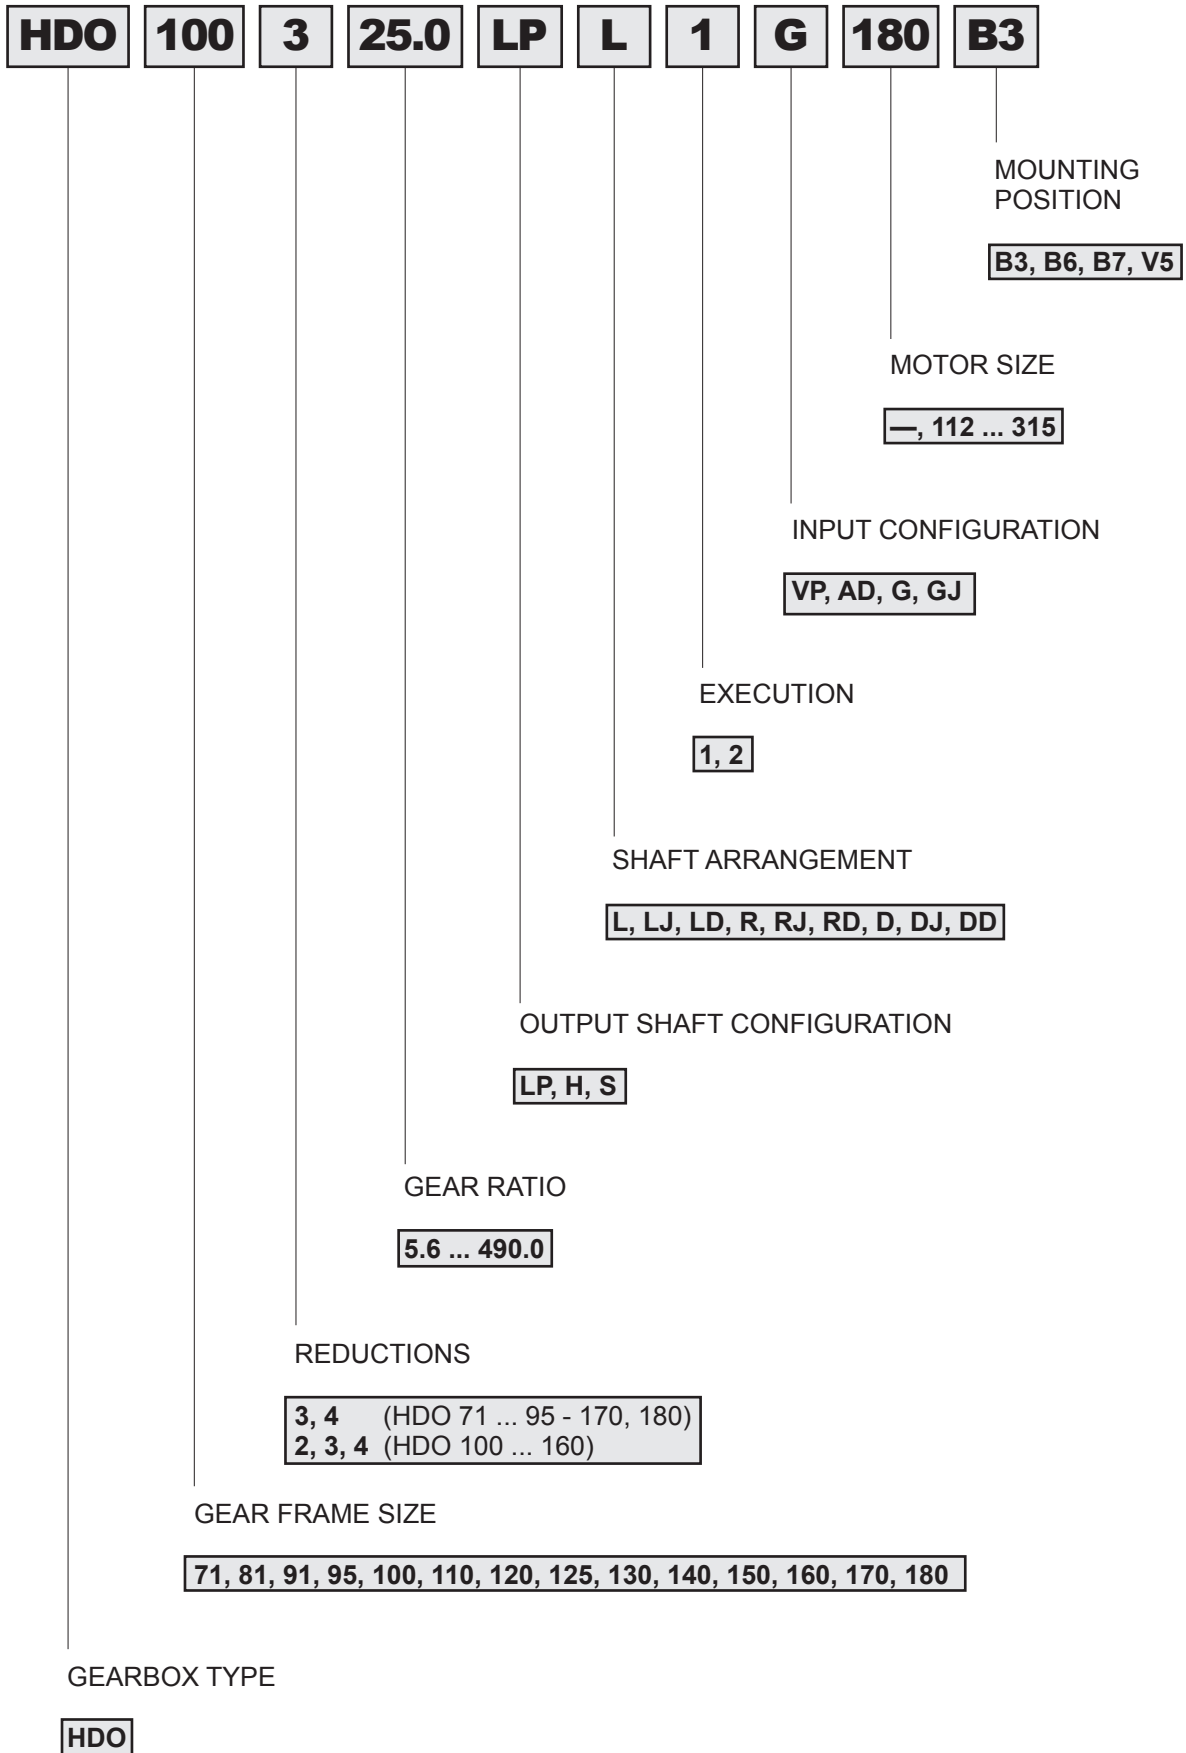 HDO 100 3 25.0 LP L 1 G 180 B3
MOUNTING
POSITION
B3, B6, B7, V5
MOTOR SIZE
—, 112 ... 315
INPUT CONFIGURATION
VP, AD, G, GJ
EXECUTION
1, 2
SHAFT ARRANGEMENT
L, LJ, LD, R, RJ, RD, D, DJ, DD
OUTPUT SHAFT CONFIGURATION
LP, H, S
GEAR RATIO
5.6 ... 490.0
REDUCTIONS
3, 4 (HDO 71 ... 95 - 170, 180)
2, 3, 4 (HDO 100 ... 160)
GEAR FRAME SIZE
71, 81, 91, 95, 100, 110, 120, 125, 130, 140, 150, 160, 170, 180
GEARBOX TYPE
HDO